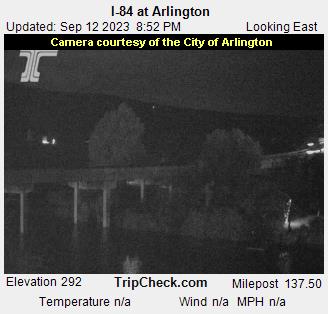 I-84 at Arlington
Updated: Sep 12 2023 8:52 PM Looking East
Camera courtesy of the City of Arlington
Elevation 292 TripCheck.com Milepost 137.50
Temperature n/a Wind n/a MPH n/a